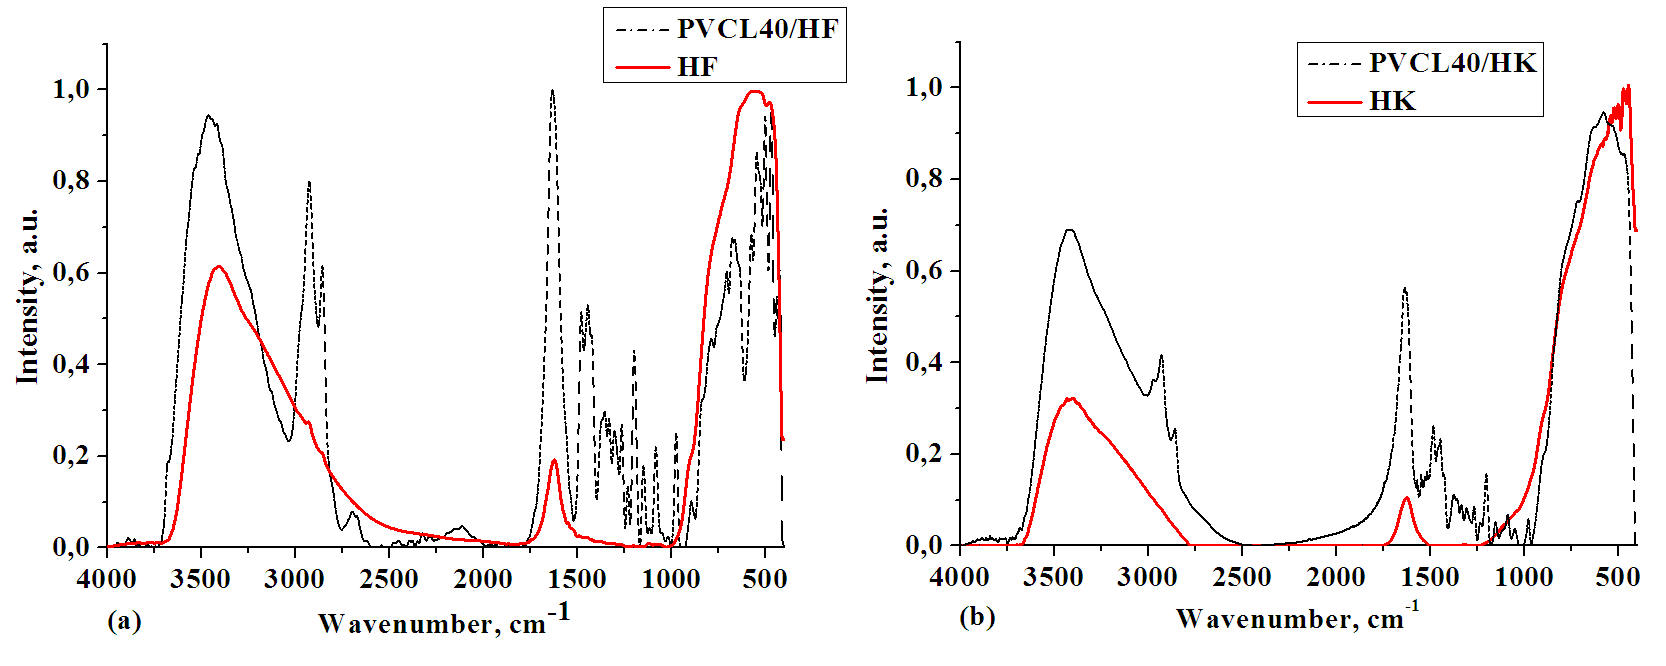 PVCL40/HF
HF
1,0
0,8
0,6
0,4
0,2
0,0
Intensity, a.u.
4000 3500 3000 2500 2000 1500 1000 500
(a)
Wavenumber, cm-1
PVCL40/HK
HK
1,0
0,8
0,6
0,4
0,2
0,0
Intensity, a.u.
4000 3500 3000 2500 2000 1500 1000 500
(b)
Wavenumber, cm-1